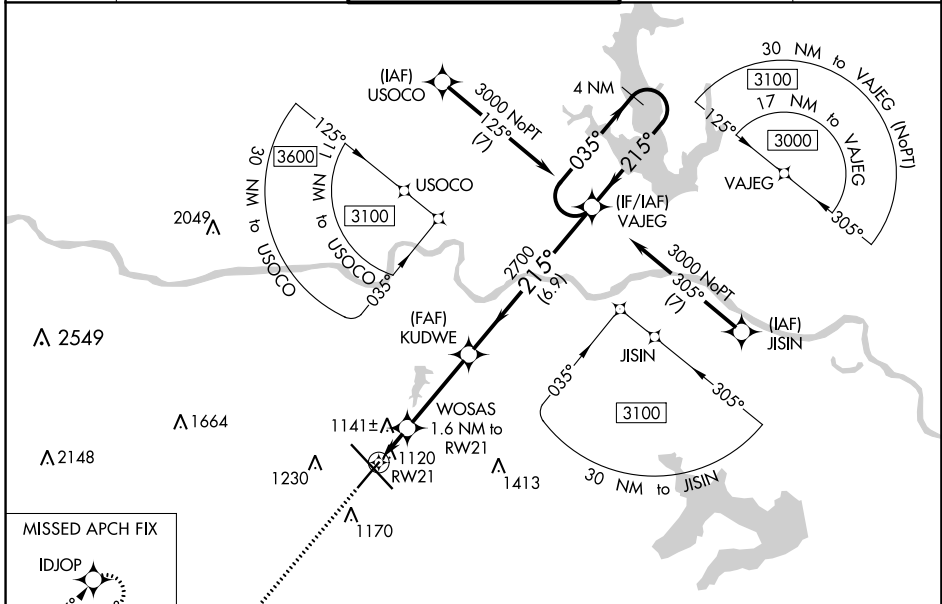 (IAF)
USOCO
3000 NoPT
125°
(7)
4 NM
035°
215°
(IF/IAF)
VAJEG
30 NM to VAJEG (NoPT)
3100
17 NM to VAJEG
3000
125°
VAJEG
305°
125°
30 NM to USOCO
3600
11 NM to USOCO
3100
USOCO
035°
2049
2700
215°
(6.9)
3000 NoPT
305°
(7)
(IAF)
JISIN
(FAF)
KUDWE
2549
JISIN
035°
305°
3100
30 NM to JISIN
1664
1141±
WOSAS
1.6 NM to
RW21
2148
1230
1120
RW21
1413
1170
MISSED APCH FIX
IDJOP